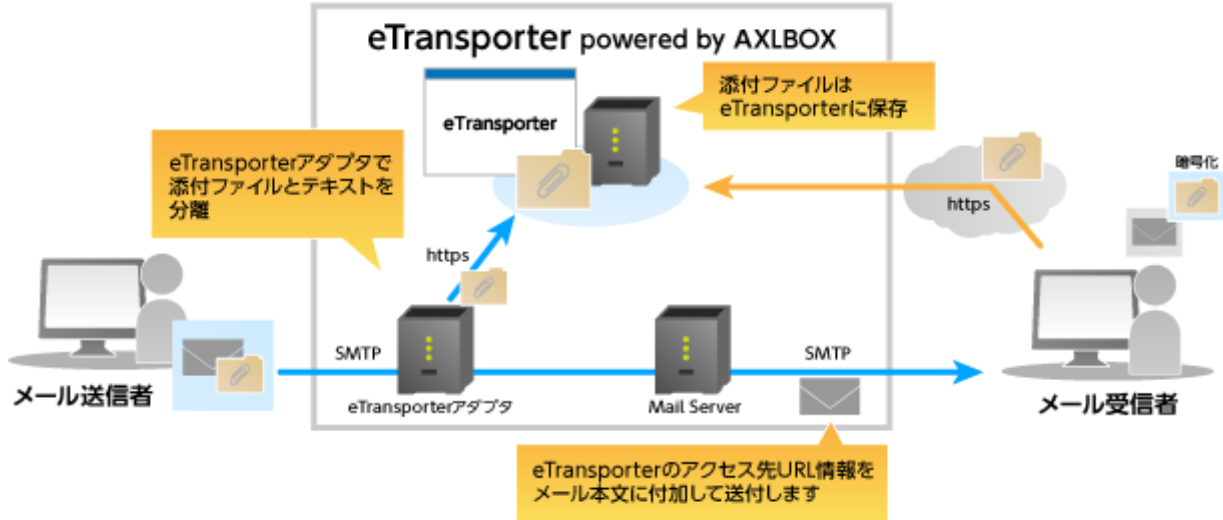 eTransporter powered by AXLBOX
添付ファイルは
eTransporterに保存
eTransporter
eTransporterアダプタで
添付ファイルとテキストを
分離
暗号化
https
https
SMTP
SMTP
メール送信者
eTransporterアダプタ
Mail Server
メール受信者
eTransporterのアクセス先URL情報を
メール本文に付加して送付します